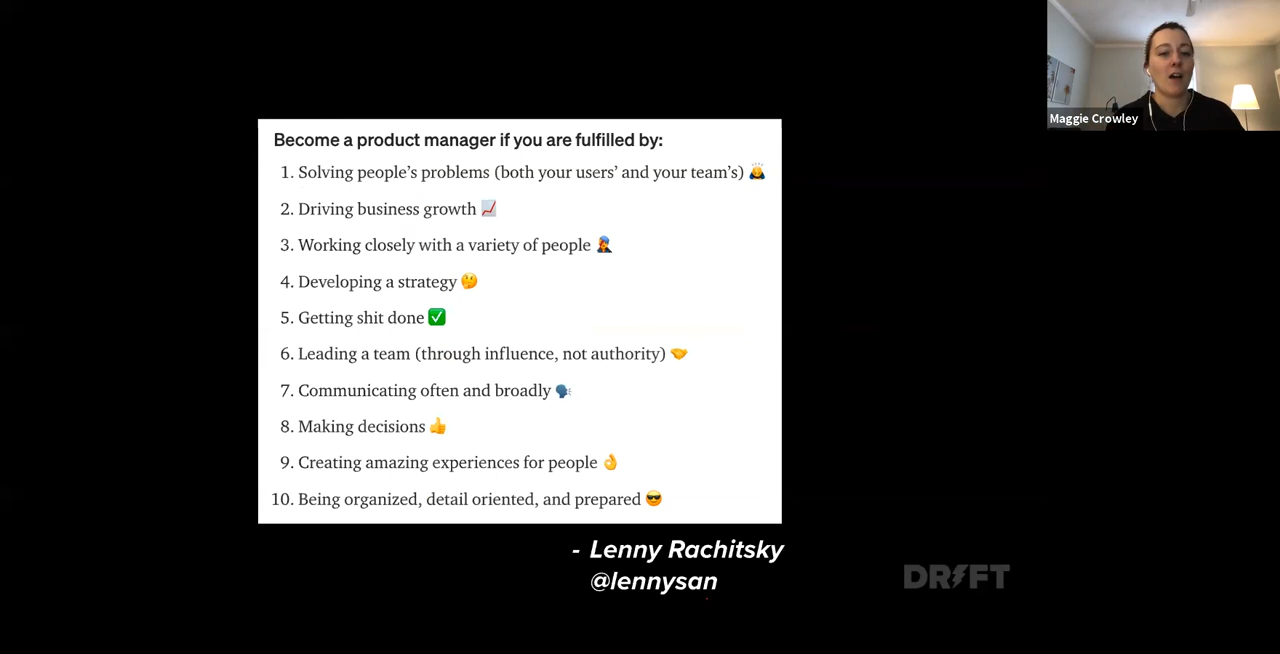 Become a product manager if you are fulfilled by:
1. Solving people’s problems (both your users’ and your team’s) 🙇
2. Driving business growth 📈
3. Working closely with a variety of people 👳
4. Developing a strategy 🤔
5. Getting shit done ✅
6. Leading a team (through influence, not authority) 🤝
7. Communicating often and broadly 🗣
8. Making decisions 👍
9. Creating amazing experiences for people 👌
10. Being organized, detail oriented, and prepared 😎
- Lenny Rachitsky
@lennysan
DRIFT
Maggie Crowley